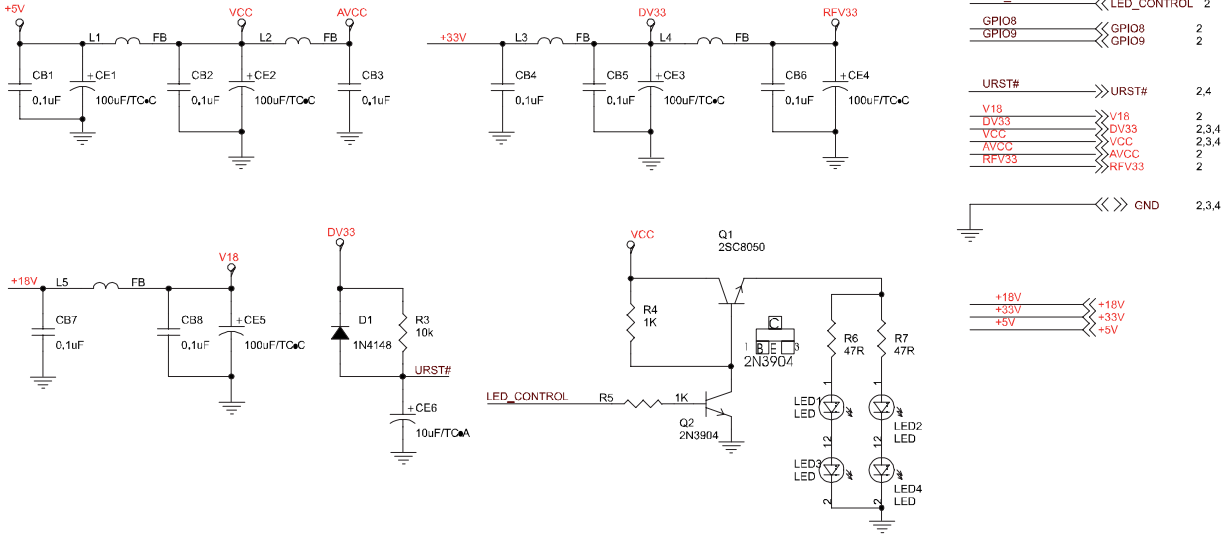 +5V
VCC
AVCC
DV33
RFV33
LED_CONTROL 2
GPIO8 GPIO8 2
GPIO9 GPIO9 2
L1 FB L2 FB
+33V L3 FB L4 FB
CB1 +CE1 CB2 +CE2 CB3
0.1uF 100uF/TC•C 0.1uF 100uF/TC•C 0.1uF
CB4 CB5 +CE3 CB6 +CE4
0.1uF 0.1uF 100uF/TC•C 0.1uF 100uF/TC•C
URST# URST# 2,4
V18 V18 2
DV33 DV33 2,3,4
VCC VCC 2,3,4
AVCC AVCC 2
RFV33 RFV33 2
GND 2,3,4
+18V L5 FB V18
CB7 CB8 +CE5
0.1uF 0.1uF 100uF/TC•C
DV33
D1 R3
1N4148 10k
URST#
+CE6
10uF/TC•A
VCC Q1
2SC8050
R4
1K
C
1 B E 3
2N3904
LED_CONTROL R5 1K
Q2
2N3904
R6 R7
47R 47R
1 1
LED1
LED
LED2
LED
12 12
LED3
LED
LED4
LED
2 2
+18V +18V
+33V +33V
+5V +5V